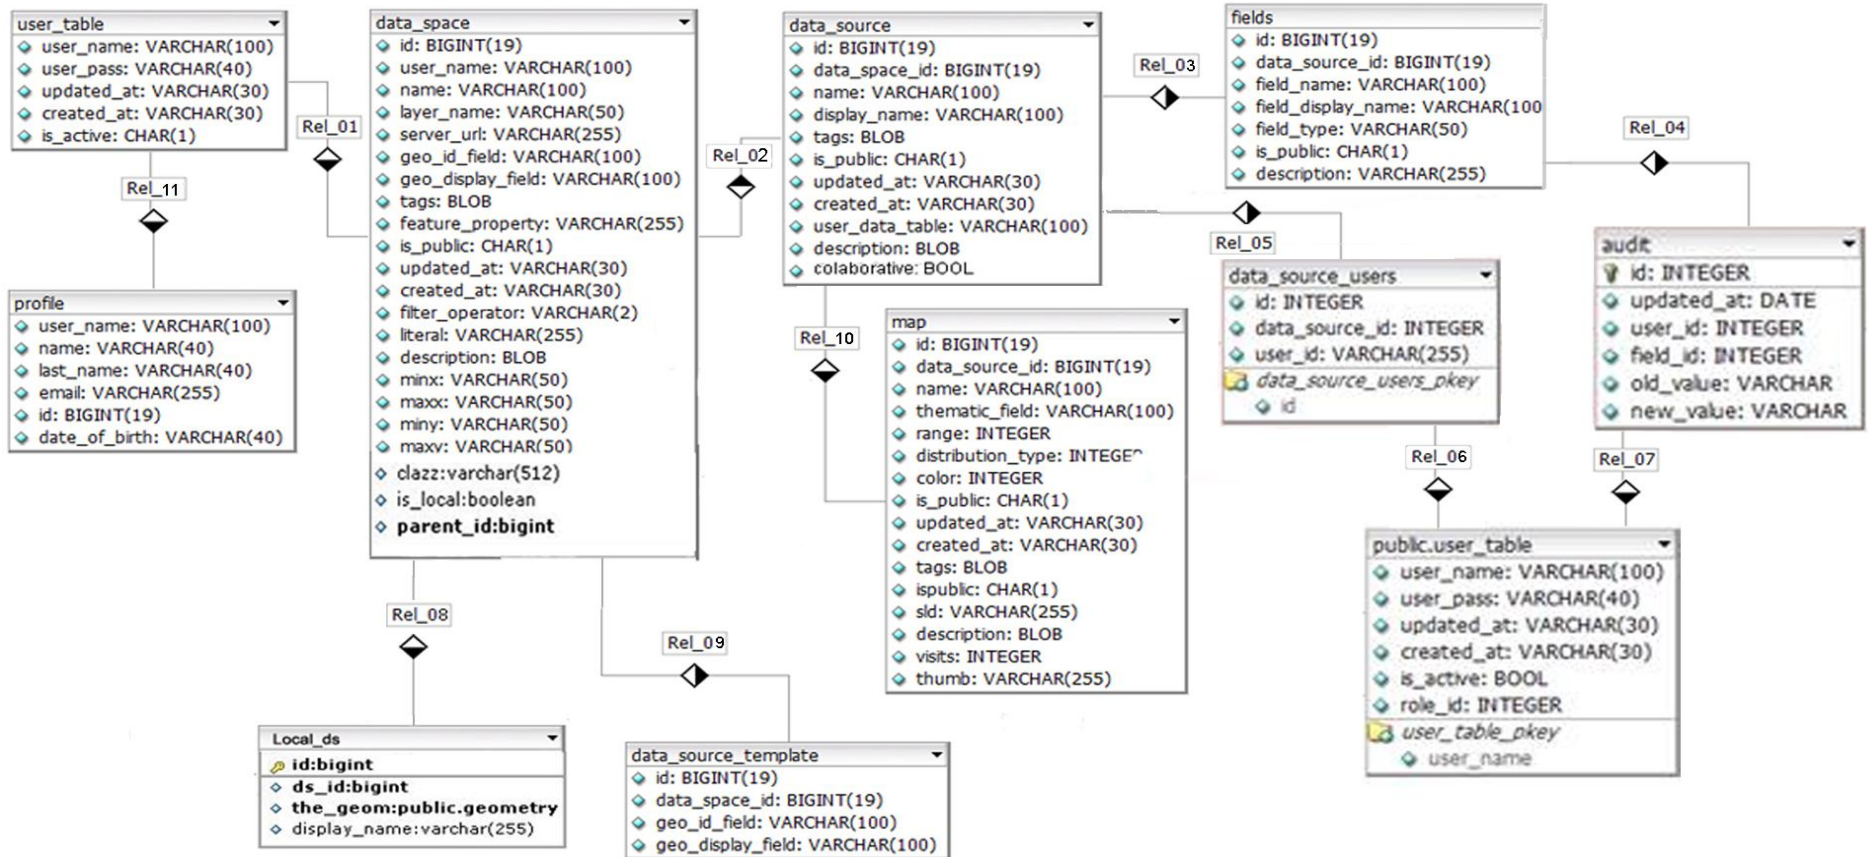 user_table
user_name: VARCHAR(100)
user_pass: VARCHAR(40)
updated_at: VARCHAR(30)
created_at: VARCHAR(30)
is_active: CHAR(1)
Rel_11
profile
user_name: VARCHAR(100)
name: VARCHAR(40)
last_name: VARCHAR(40)
email: VARCHAR(255)
id: BIGINT(19)
date_of_birth: VARCHAR(40)
Rel_01
data_space
id: BIGINT(19)
user_name: VARCHAR(100)
name: VARCHAR(100)
layer_name: VARCHAR(50)
server_url: VARCHAR(255)
geo_id_field: VARCHAR(100)
geo_display_field: VARCHAR(100)
tags: BLOB
feature_property: VARCHAR(255)
is_public: CHAR(1)
updated_at: VARCHAR(30)
created_at: VARCHAR(30)
filter_operator: VARCHAR(2)
literal: VARCHAR(255)
description: BLOB
minx: VARCHAR(50)
maxx: VARCHAR(50)
miny: VARCHAR(50)
maxy: VARCHAR(50)
clazz:varchar(512)
is_local:boolean
parent_id:bigint
Rel_08
Local_ds
id:bigint
ds_id:bigint
the_geom:public.geometry
display_name:varchar(255)
Rel_09
data_source_template
id: BIGINT(19)
data_space_id: BIGINT(19)
geo_id_field: VARCHAR(100)
geo_display_field: VARCHAR(100)
Rel_02
data_source
id: BIGINT(19)
data_space_id: BIGINT(19)
name: VARCHAR(100)
display_name: VARCHAR(100)
tags: BLOB
is_public: CHAR(1)
updated_at: VARCHAR(30)
created_at: VARCHAR(30)
user_data_table: VARCHAR(100)
description: BLOB
colaborative: BOOL
Rel_10
map
id: BIGINT(19)
data_source_id: BIGINT(19)
name: VARCHAR(100)
thematic_field: VARCHAR(100)
range: INTEGER
distribution_type: INTEGE
color: INTEGER
is_public: CHAR(1)
updated_at: VARCHAR(30)
created_at: VARCHAR(30)
tags: BLOB
ispublic: CHAR(1)
sld: VARCHAR(255)
description: BLOB
visits: INTEGER
thumb: VARCHAR(255)
Rel_03
fields
id: BIGINT(19)
data_source_id: BIGINT(19)
field_name: VARCHAR(100)
field_display_name: VARCHAR(100
field_type: VARCHAR(50)
is_public: CHAR(1)
description: VARCHAR(255)
Rel_04
Rel_05
data_source_users
id: INTEGER
data_source_id: INTEGER
user_id: VARCHAR(255)
data_source_users_pkey
id
audit
id: INTEGER
updated_at: DATE
user_id: INTEGER
field_id: INTEGER
old_value: VARCHAR
new_value: VARCHAR
Rel_06
Rel_07
public.user_table
user_name: VARCHAR(100)
user_pass: VARCHAR(40)
updated_at: VARCHAR(30)
created_at: VARCHAR(30)
is_active: BOOL
role_id: INTEGER
user_table_pkey
user_name